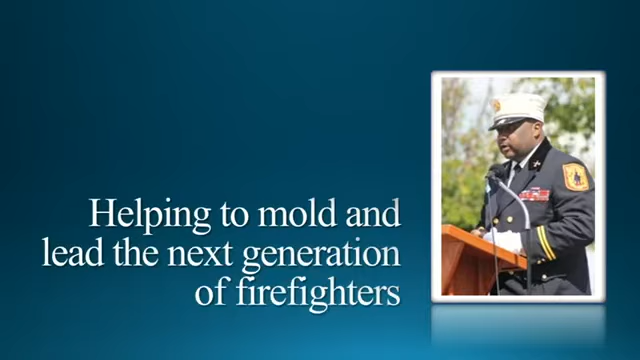 Helping to mold and
lead the next generation
of firefighters